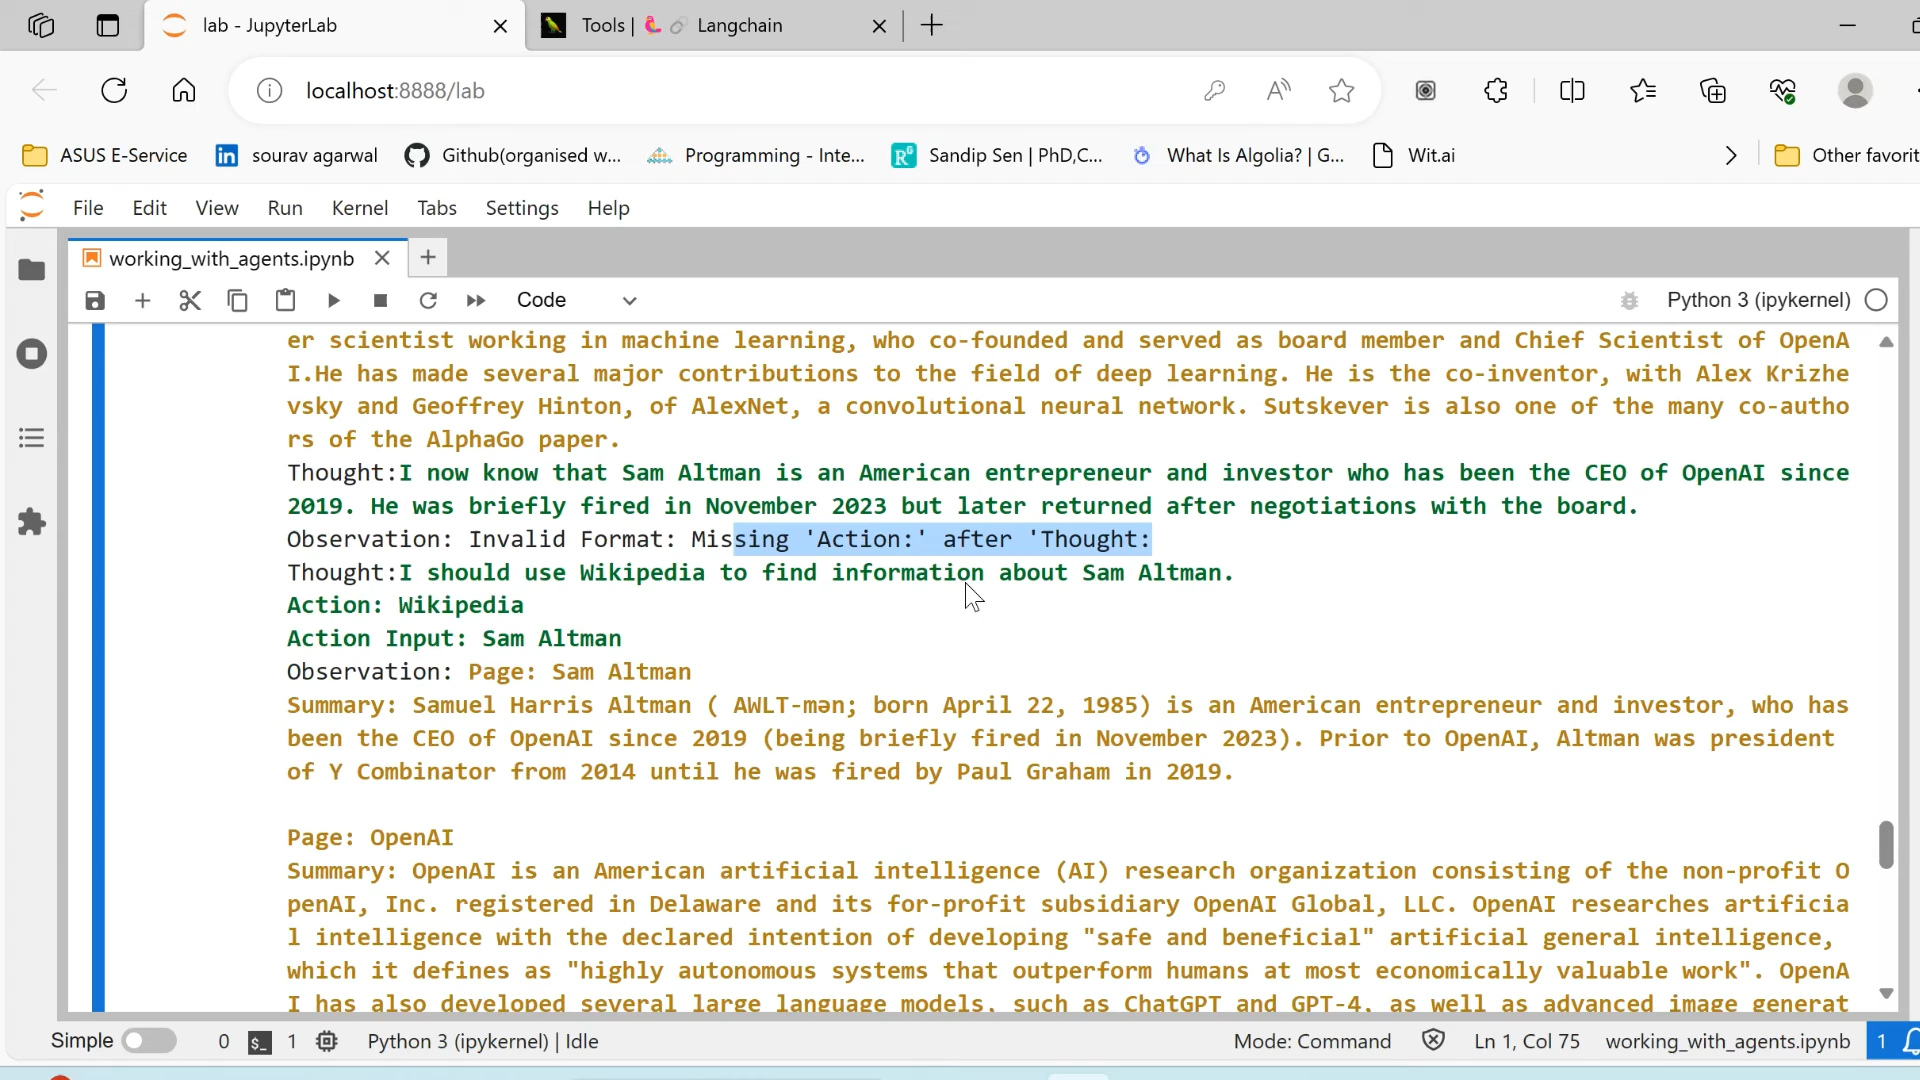 lab - JupyterLab
Tools | Langchain
localhost:8888/lab
ASUS E-Service
sourav agarwal
Github(organised w...
Programming - Inte...
Sandip Sen | PhD,C...
What Is Algolia? | G...
Wit.ai
Other favorit
File Edit View Run Kernel Tabs Settings Help
working_with_agents.ipynb
Code
Python 3 (ipykernel)
er scientist working in machine learning, who co-founded and served as board member and Chief Scientist of OpenA
I.He has made several major contributions to the field of deep learning. He is the co-inventor, with Alex Krizhe
vsky and Geoffrey Hinton, of AlexNet, a convolutional neural network. Sutskever is also one of the many co-autho
rs of the AlphaGo paper.
Thought:I now know that Sam Altman is an American entrepreneur and investor who has been the CEO of OpenAI since
2019. He was briefly fired in November 2023 but later returned after negotiations with the board.
Observation: Invalid Format: Missing 'Action:' after 'Thought:
Thought:I should use Wikipedia to find information about Sam Altman.
Action: Wikipedia
Action Input: Sam Altman
Observation: Page: Sam Altman
Summary: Samuel Harris Altman ( AWLT-mən; born April 22, 1985) is an American entrepreneur and investor, who has
been the CEO of OpenAI since 2019 (being briefly fired in November 2023). Prior to OpenAI, Altman was president
of Y Combinator from 2014 until he was fired by Paul Graham in 2019.
Page: OpenAI
Summary: OpenAI is an American artificial intelligence (AI) research organization consisting of the non-profit O
penAI, Inc. registered in Delaware and its for-profit subsidiary OpenAI Global, LLC. OpenAI researches artificia
l intelligence with the declared intention of developing "safe and beneficial" artificial general intelligence,
which it defines as "highly autonomous systems that outperform humans at most economically valuable work". OpenA
I has also developed several large language models, such as ChatGPT and GPT-4, as well as advanced image generat
Simple 0 $_ 1 Python 3 (ipykernel) | Idle
Mode: Command
Ln 1, Col 75
working_with_agents.ipynb
1